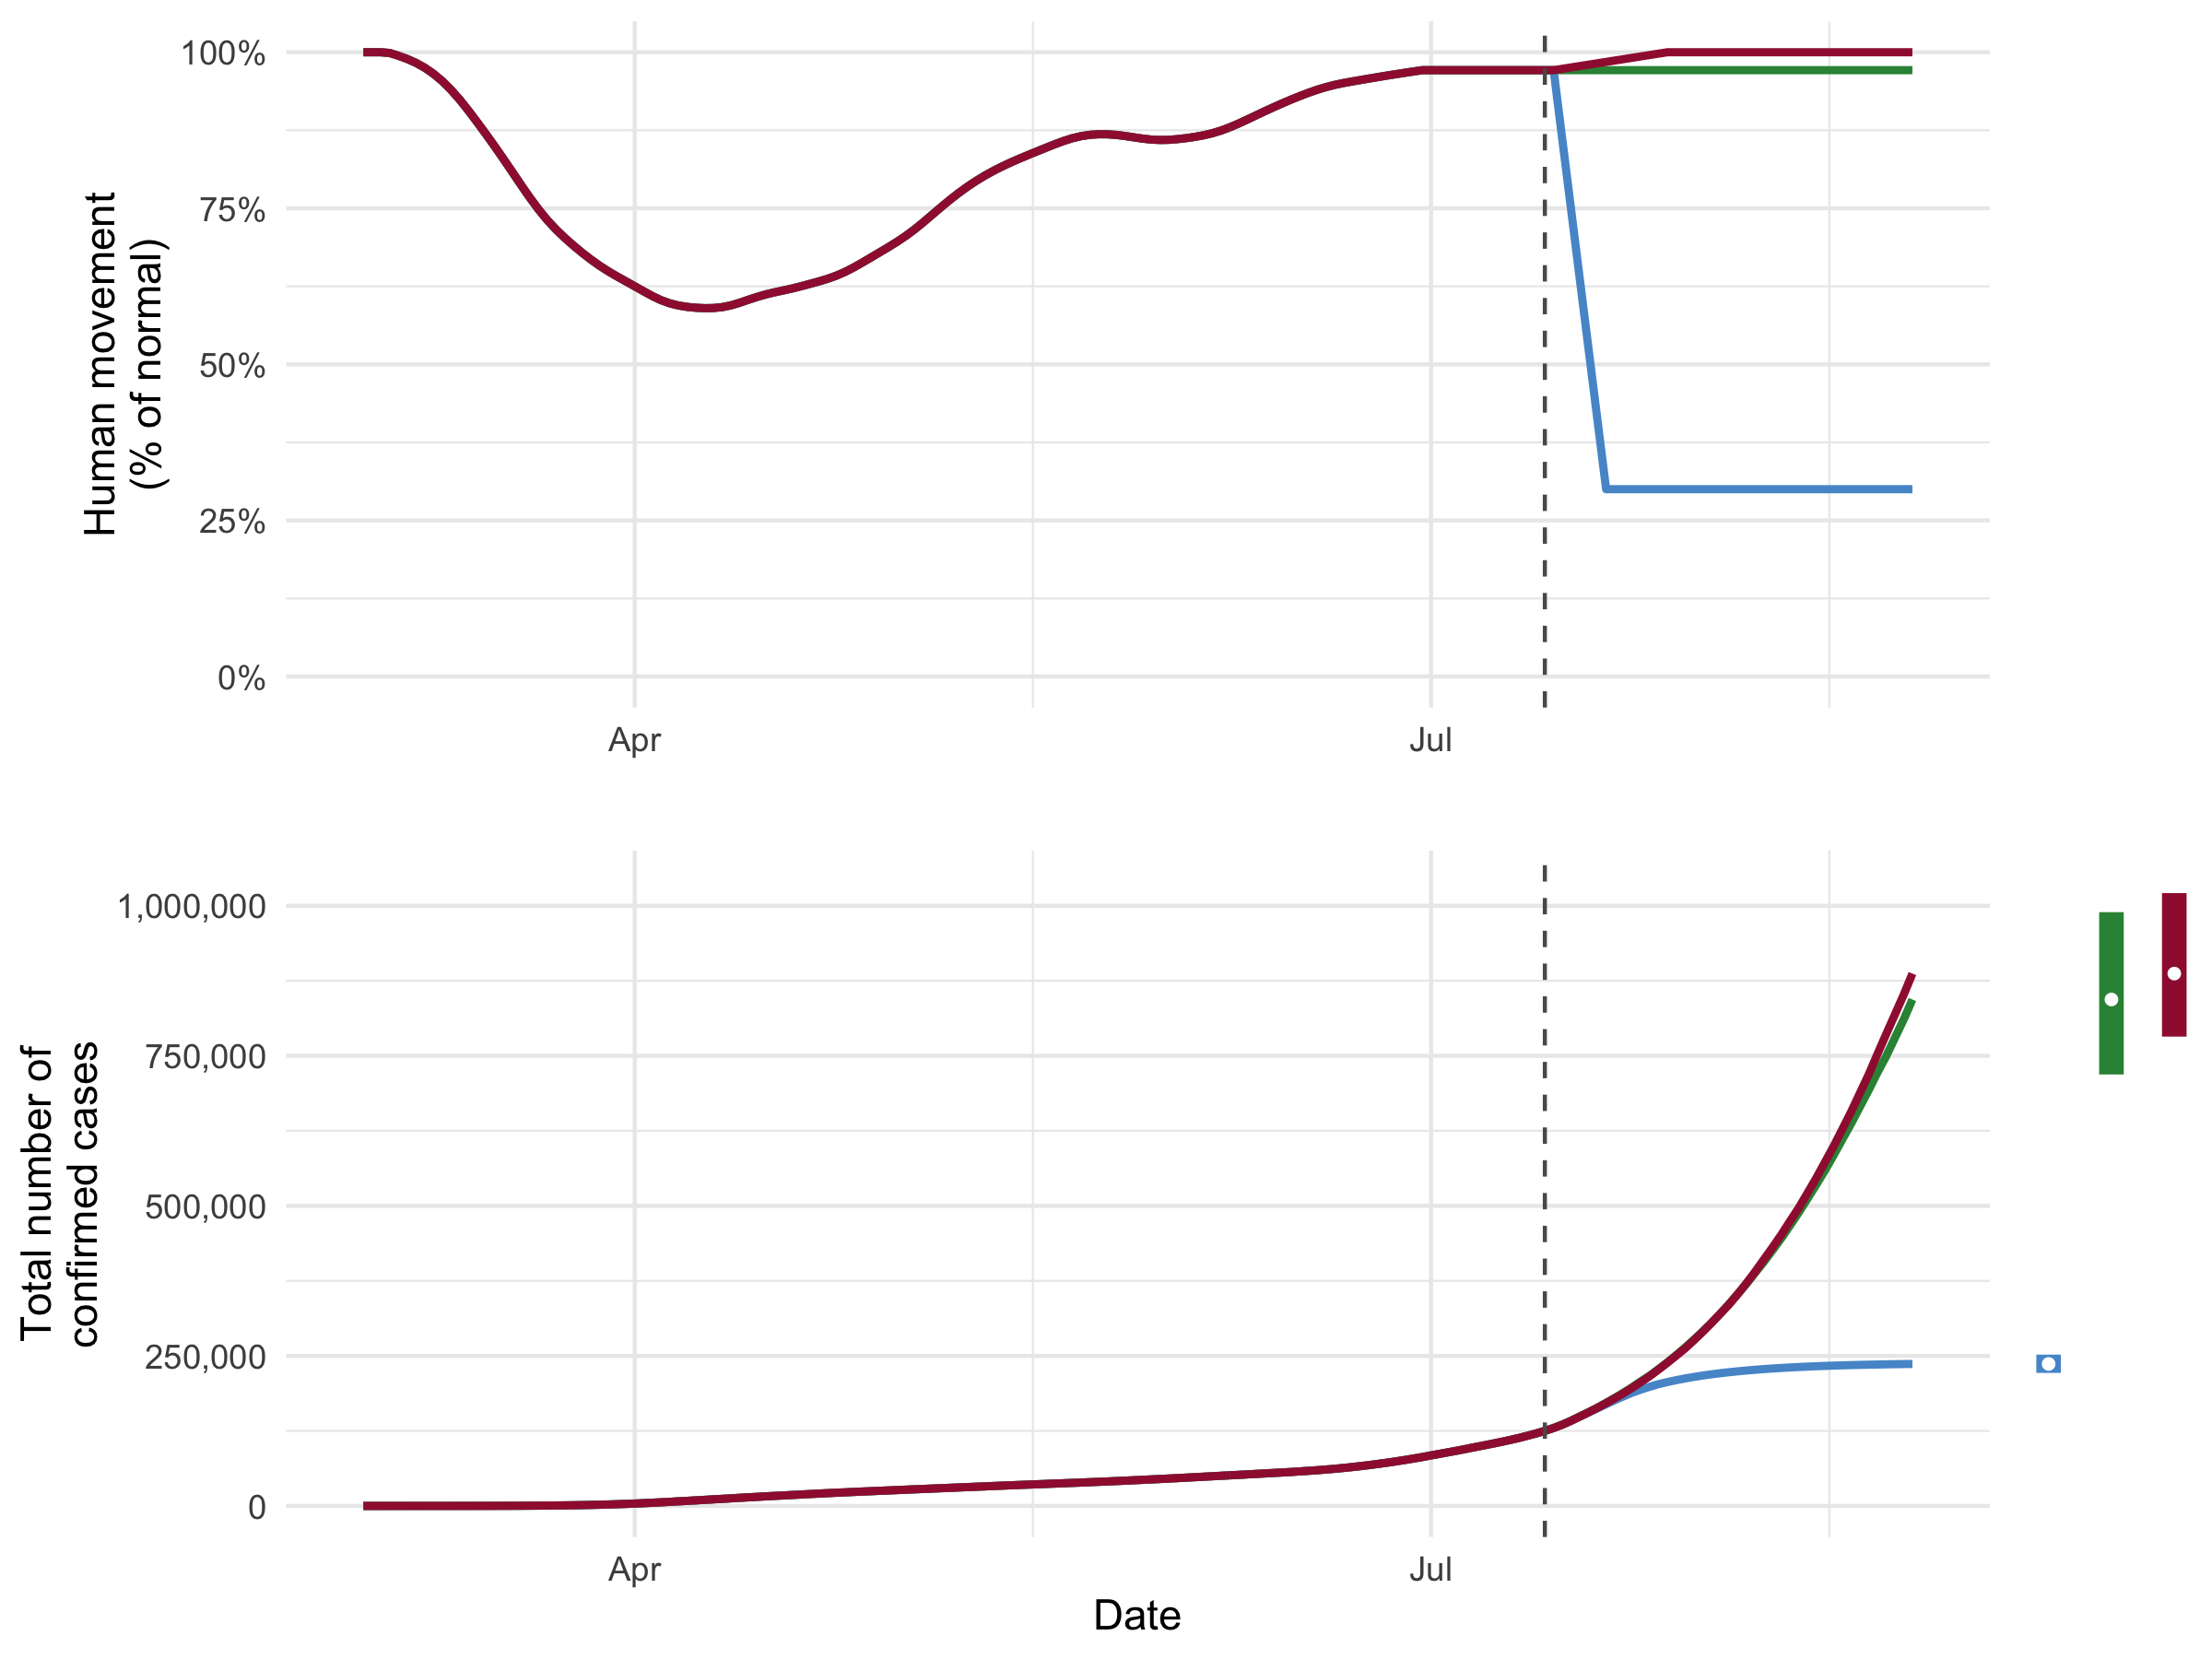 Human movement
(% of normal)
100%
75%
50%
25%
0%
Apr
Jul
Total number of
confirmed cases
1,000,000
750,000
500,000
250,000
0
Apr
Jul
Date